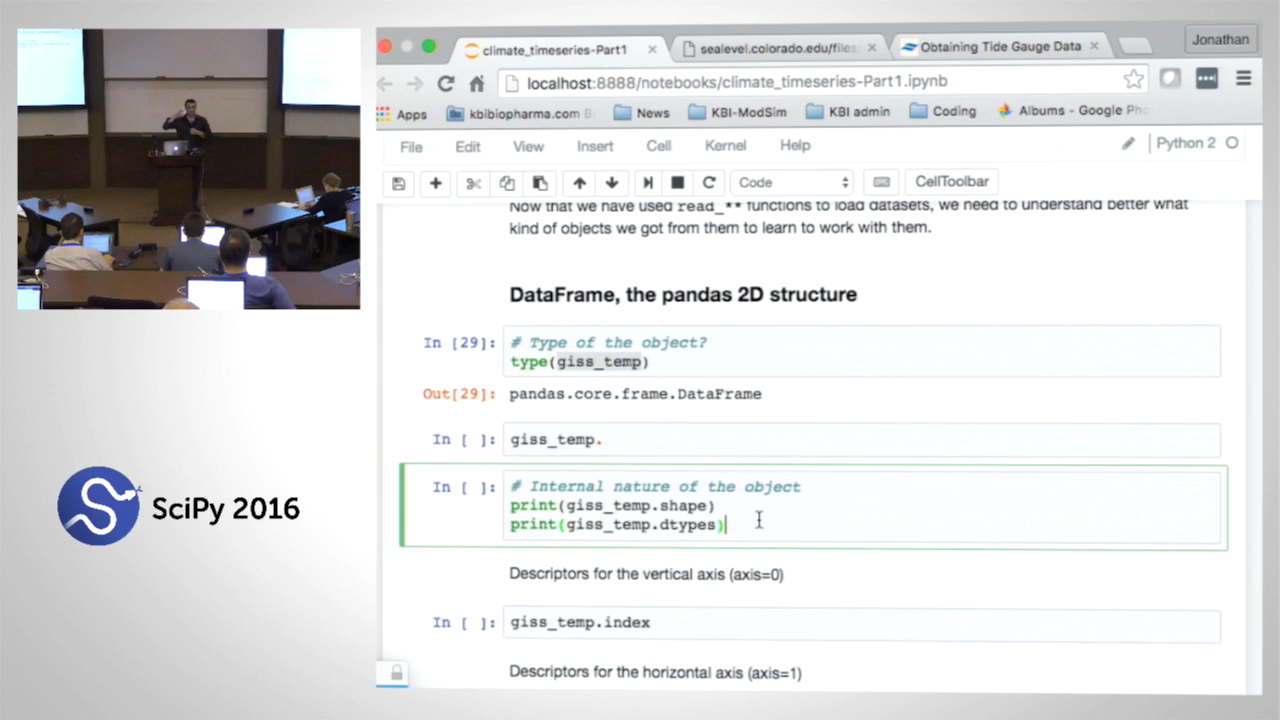 climate_timeseries-Part1
sealevel.colorado.edu/files
Obtaining Tide Gauge Data
Jonathan
localhost:8888/notebooks/climate_timeseries-Part1.ipynb
Apps
kbibiopharma.com
News
KBI-ModSim
KBI admin
Coding
Albums - Google Pho
File Edit View Insert Cell Kernel Help
Python 2
Code
CellToolbar
Now that we have used read_** functions to load datasets, we need to understand better what
kind of objects we got from them to learn to work with them.
DataFrame, the pandas 2D structure
In [29]: # Type of the object?
type(giss_temp)
Out[29]: pandas.core.frame.DataFrame
In [ ]: giss_temp.
In [ ]: # Internal nature of the object
print(giss_temp.shape)
print(giss_temp.dtypes)
Descriptors for the vertical axis (axis=0)
In [ ]: giss_temp.index
Descriptors for the horizontal axis (axis=1)
SciPy 2016